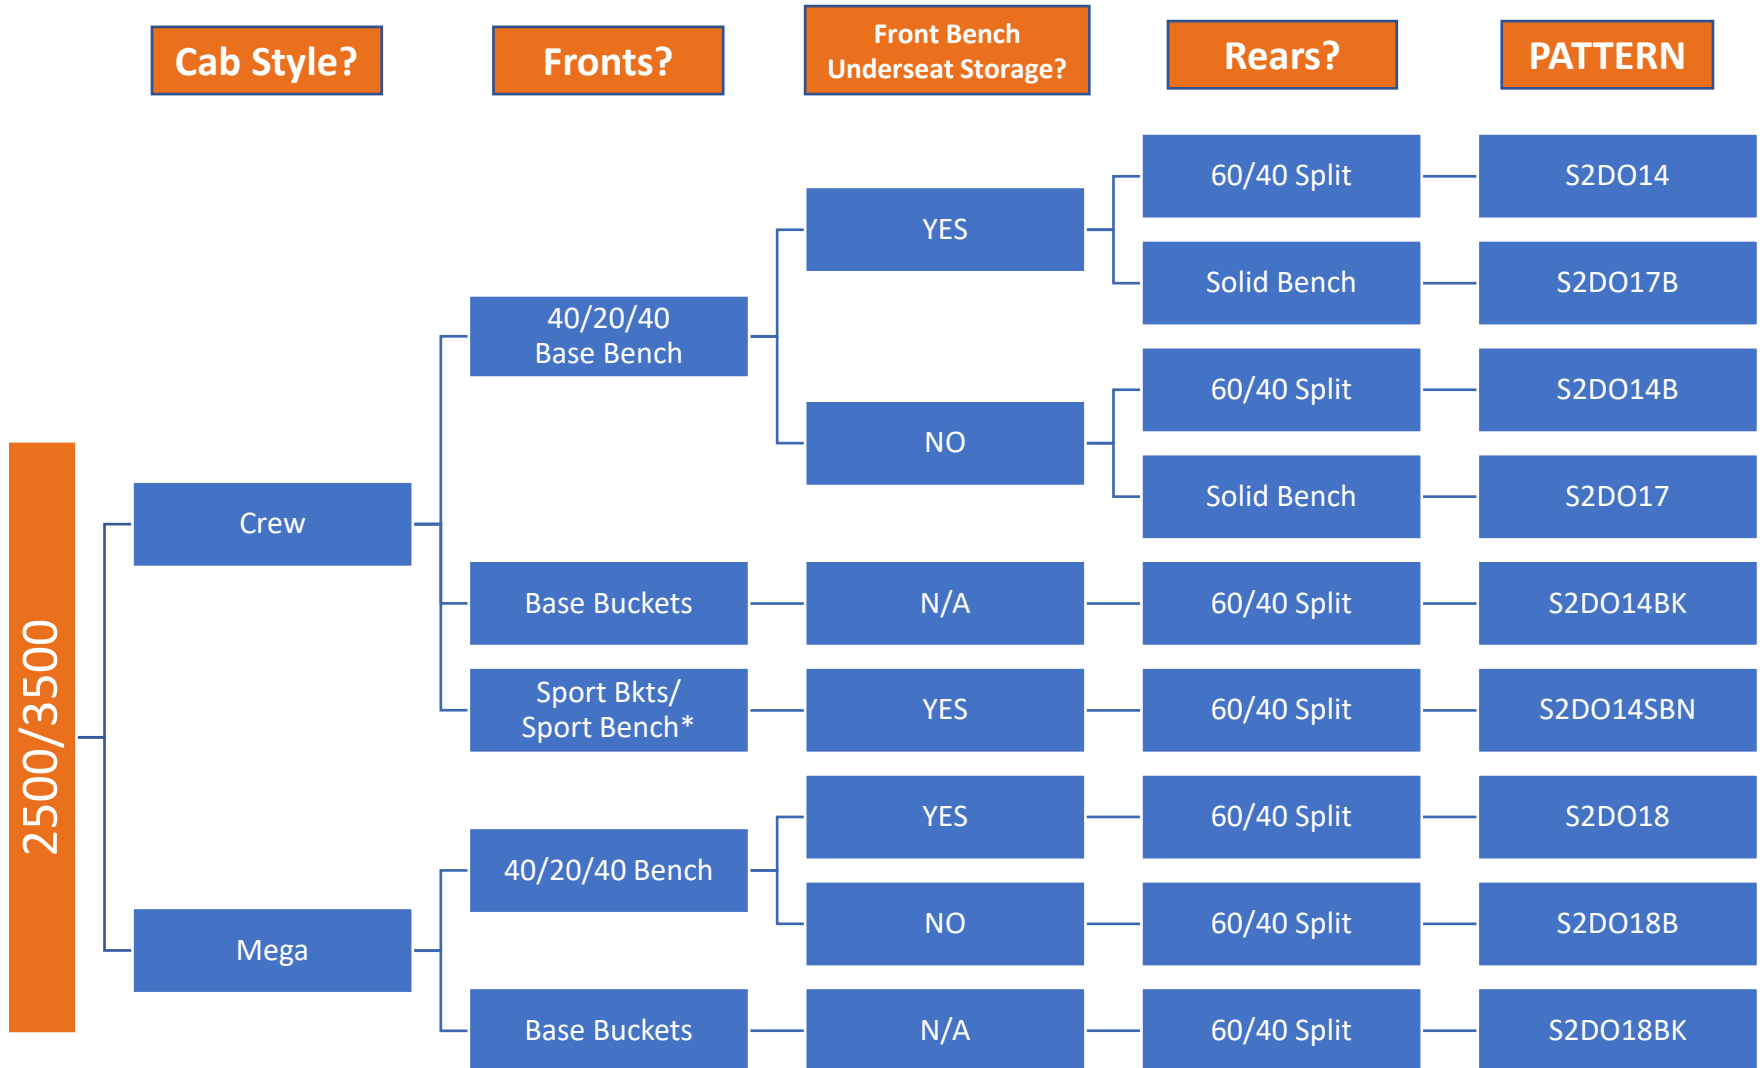 Cab Style?
Fronts?
Front Bench
Underseat Storage?
Rears?
PATTERN
2500/3500
Crew
40/20/40
Base Bench
YES
60/40 Split
S2DO14
Solid Bench
S2DO17B
NO
60/40 Split
S2DO14B
Solid Bench
S2DO17
Base Buckets
N/A
60/40 Split
S2DO14BK
Sport Bkts/
Sport Bench*
YES
60/40 Split
S2DO14SBN
Mega
40/20/40 Bench
YES
60/40 Split
S2DO18
NO
60/40 Split
S2DO18B
Base Buckets
N/A
60/40 Split
S2DO18BK